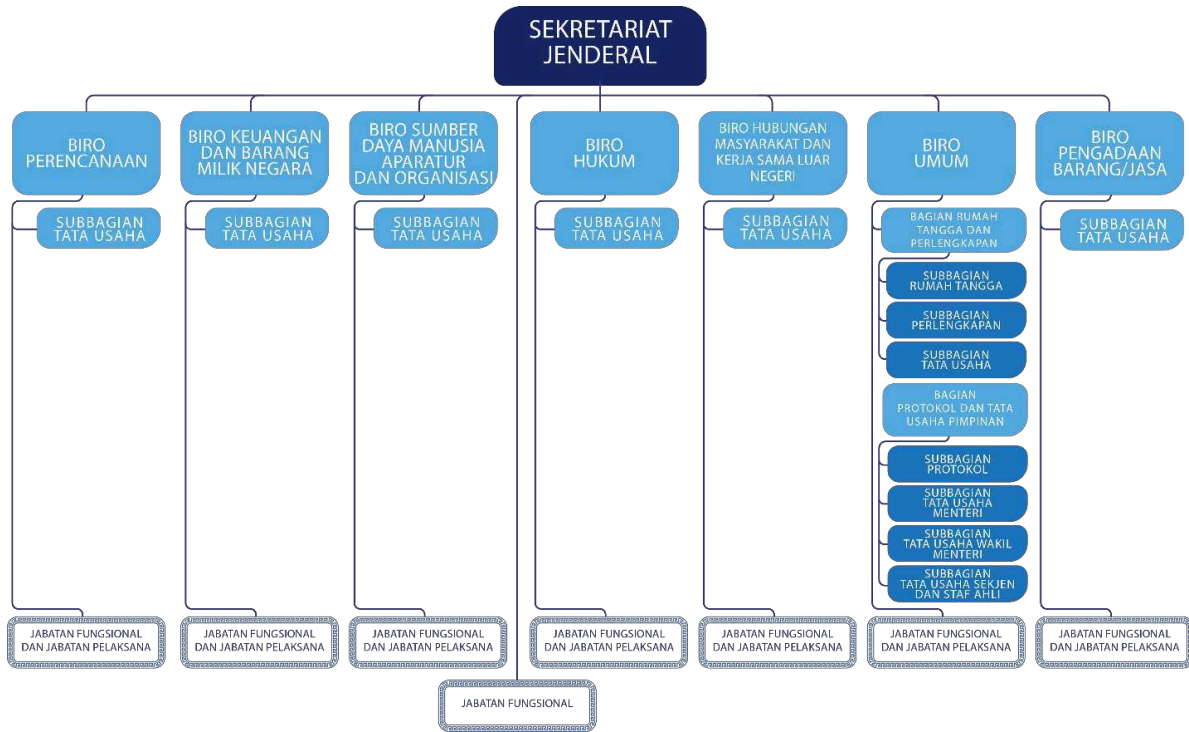 SEKRETARIAT
JENDERAL
BIRO
PERENCANAAN
BIRO KEUANGAN
DAN BARANG
MILIK NEGARA
BIRO SUMBER
DAYA MANUSIA
APARATUR
DAN ORGANISASI
BIRO
HUKUM
BIRO HUBUNGAN
MASYARAKAT DAN
KERJA SAMA LUAR
NEGERI
BIRO
UMUM
BIRO
PENGADAAN
BARANG/JASA
SUBBAGIAN
TATA USAHA
SUBBAGIAN
TATA USAHA
SUBBAGIAN
TATA USAHA
SUBBAGIAN
TATA USAHA
SUBBAGIAN
TATA USAHA
BAGIAN RUMAH
TANGGA DAN
PERLENGKAPAN
SUBBAGIAN
RUMAH TANGGA
SUBBAGIAN
PERLENGKAPAN
SUBBAGIAN
TATA USAHA
BAGIAN
PROTOKOL DAN TATA
USAHA PIMPINAN
SUBBAGIAN
PROTOKOL
SUBBAGIAN
TATA USAHA
MENTERI
SUBBAGIAN
TATA USAHA WAKIL
MENTERI
SUBBAGIAN
TATA USAHA SEKJEN
DAN STAF AHLI
SUBBAGIAN
TATA USAHA
JABATAN FUNGSIONAL
DAN JABATAN PELAKSANA
JABATAN FUNGSIONAL
DAN JABATAN PELAKSANA
JABATAN FUNGSIONAL
DAN JABATAN PELAKSANA
JABATAN FUNGSIONAL
DAN JABATAN PELAKSANA
JABATAN FUNGSIONAL
DAN JABATAN PELAKSANA
JABATAN FUNGSIONAL
DAN JABATAN PELAKSANA
JABATAN FUNGSIONAL
DAN JABATAN PELAKSANA
JABATAN FUNGSIONAL